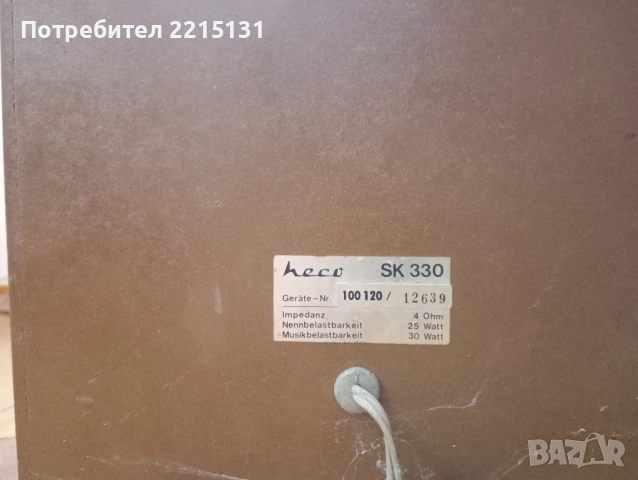 Потребител 2215131
heco SK 330
Geräte-Nr. 100 120 / 12639
Impedanz 4 Ohm
Nennbelastbarkeit 25 Watt
Musikbelastbarkeit 30 Watt
BAZAR